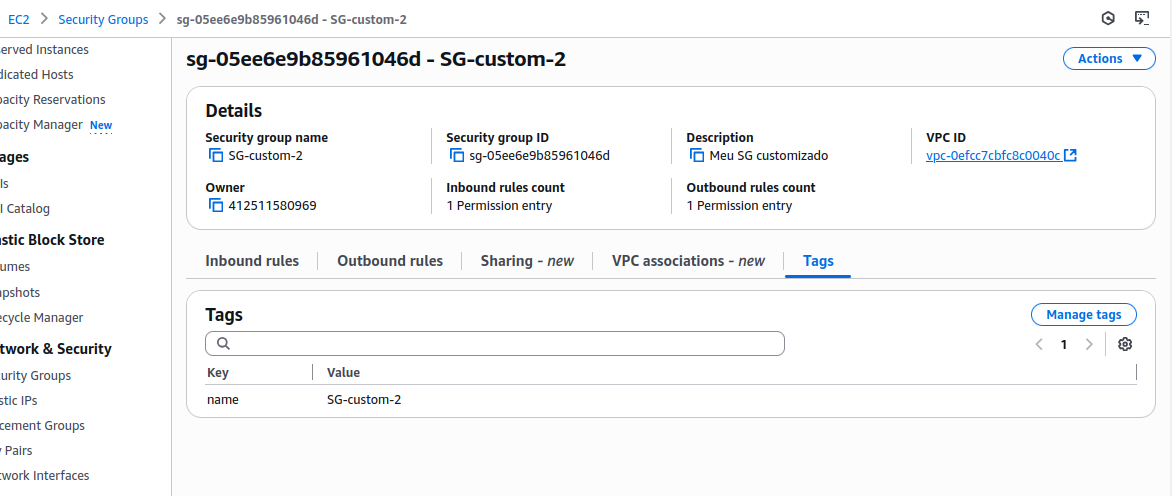 EC2 > Security Groups > sg-05ee6e9b85961046d - SG-custom-2
erved Instances
dicated Hosts
pacity Reservations
pacity Manager New
ages
Is
I Catalog
astic Block Store
umes
apshots
ecycle Manager
twork & Security
curity Groups
stic IPs
cement Groups
y Pairs
twork Interfaces
sg-05ee6e9b85961046d - SG-custom-2
Actions
Details
Security group name
SG-custom-2
Security group ID
sg-05ee6e9b85961046d
Description
Meu SG customizado
VPC ID
vpc-0efcc7cbfc8c0040c
Owner
412511580969
Inbound rules count
1 Permission entry
Outbound rules count
1 Permission entry
Inbound rules Outbound rules Sharing - new VPC associations - new Tags
Tags
Manage tags
1
Key Value
name SG-custom-2